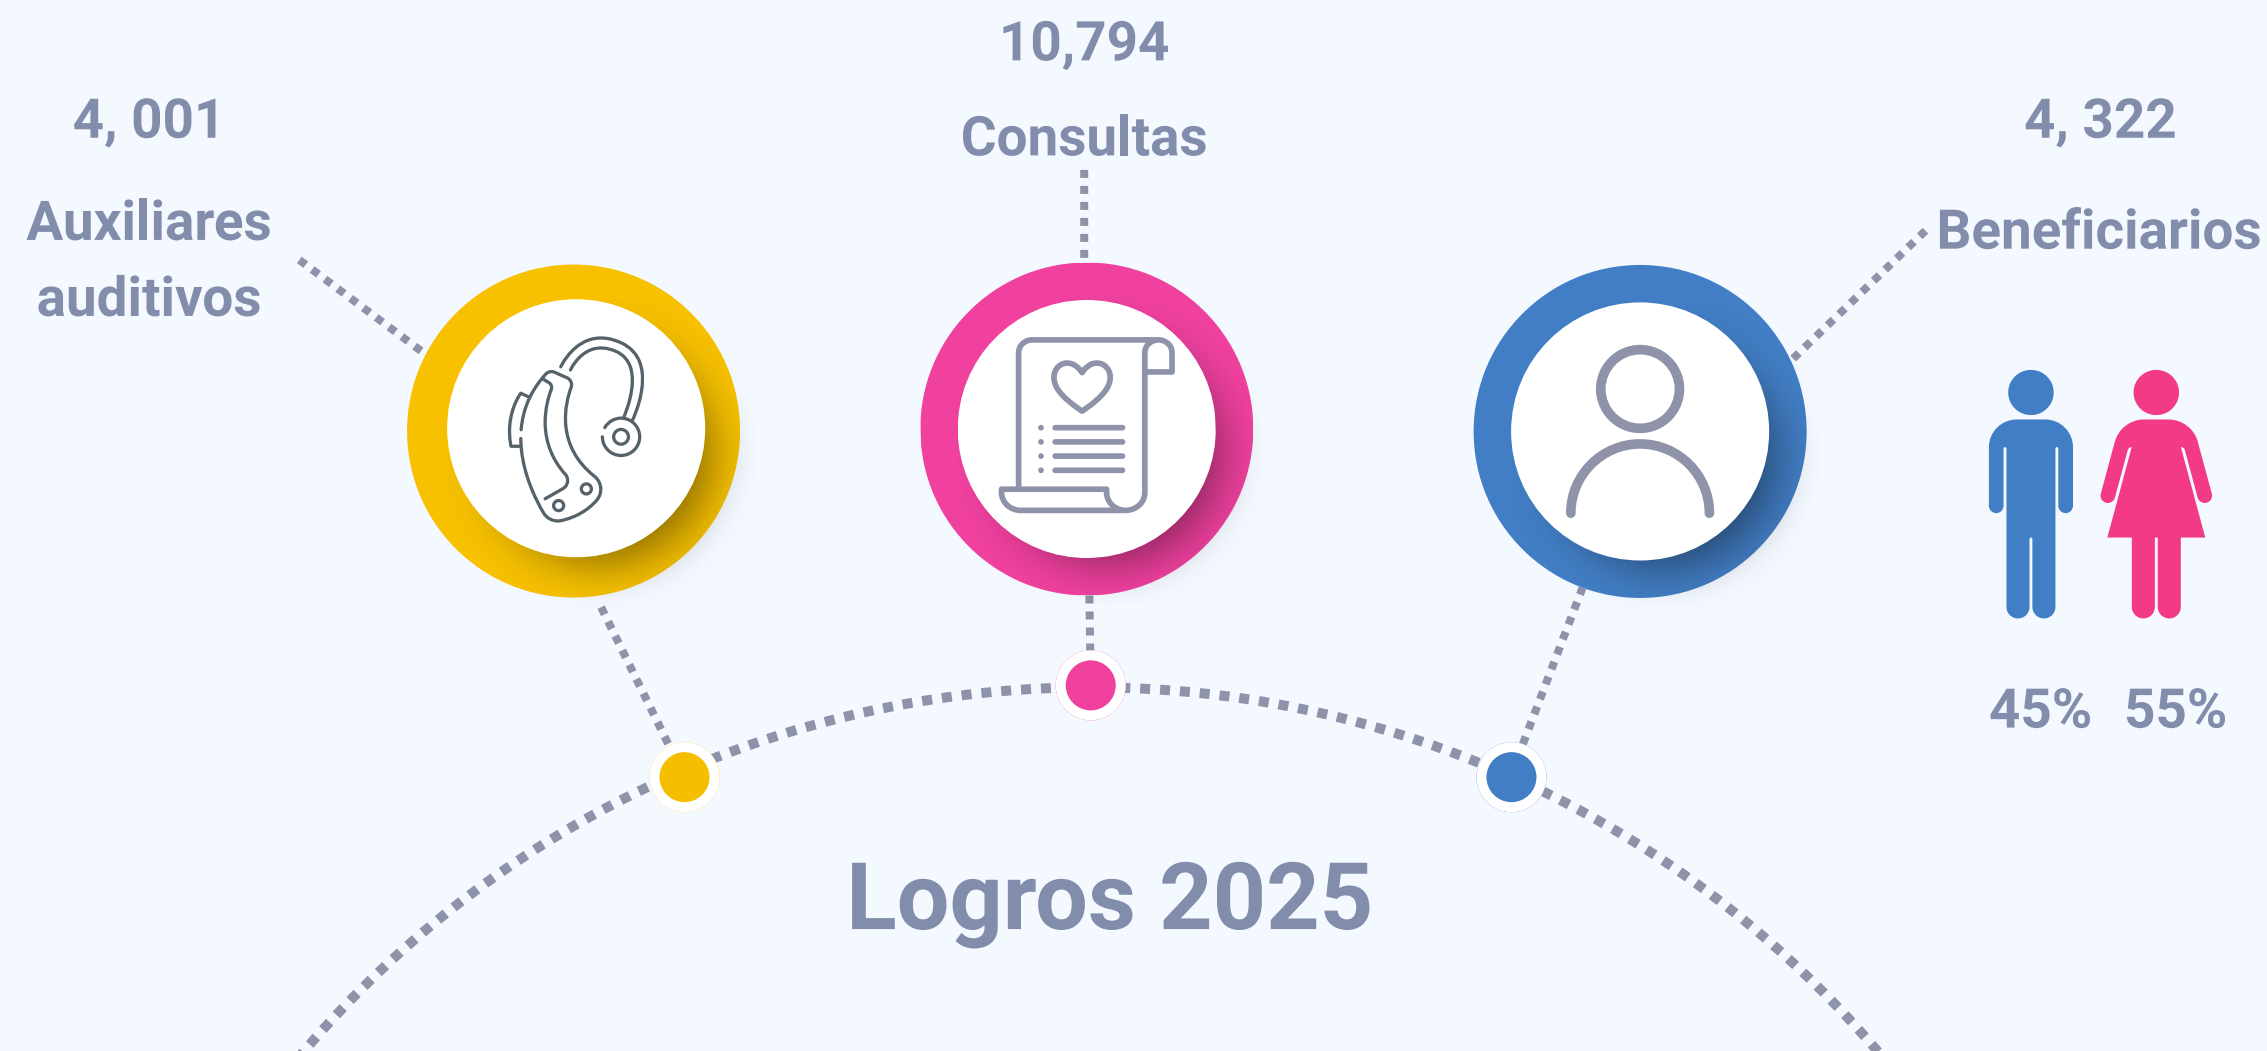 10,794
Consultas
4, 001
Auxiliares
auditivos
4, 322
Beneficiarios
45% 55%
Logros 2025